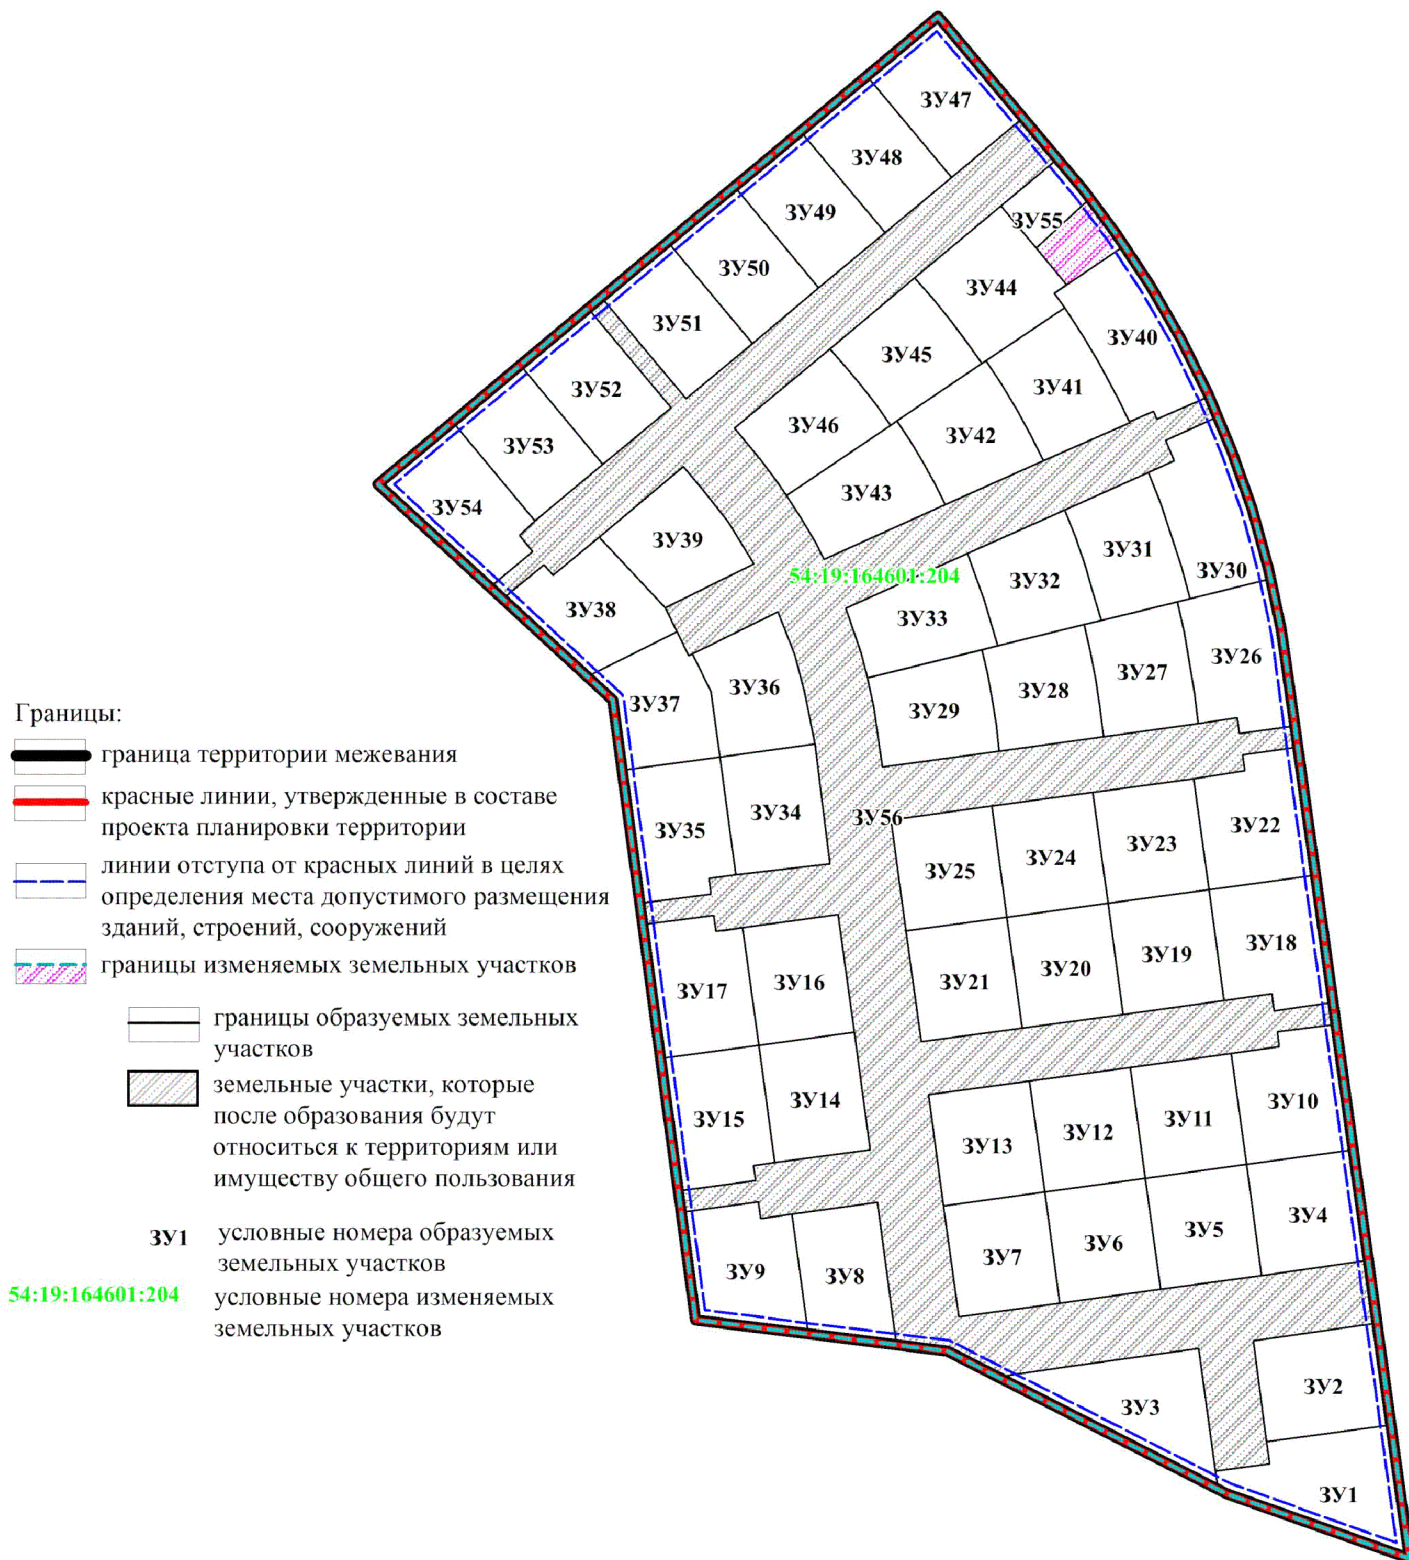 ЗУ47
ЗУ48
ЗУ49
ЗУ55
ЗУ50
ЗУ44
ЗУ51
ЗУ40
ЗУ45
ЗУ52
ЗУ41
ЗУ46
ЗУ42
ЗУ53
ЗУ43
ЗУ54
ЗУ39
ЗУ31
54:19:164601:204
ЗУ30
ЗУ32
ЗУ38
ЗУ33
ЗУ26
ЗУ27
ЗУ36
ЗУ28
ЗУ37
ЗУ29
ЗУ34
ЗУ56
ЗУ22
ЗУ35
ЗУ23
ЗУ24
ЗУ25
ЗУ18
ЗУ19
ЗУ20
ЗУ21
ЗУ16
ЗУ17
ЗУ14
ЗУ10
ЗУ15
ЗУ11
ЗУ12
ЗУ13
ЗУ4
ЗУ5
ЗУ6
ЗУ7
ЗУ9
ЗУ8
ЗУ2
ЗУ3
ЗУ1
Границы:
граница территории межевания
красные линии, утвержденные в составе
проекта планировки территории
линии отступа от красных линий в целях
определения места допустимого размещения
зданий, строений, сооружений
границы изменяемых земельных участков
границы образуемых земельных
участков
земельные участки, которые
после образования будут
относиться к территориям или
имуществу общего пользования
ЗУ1 условные номера образуемых
земельных участков
54:19:164601:204 условные номера изменяемых
земельных участков